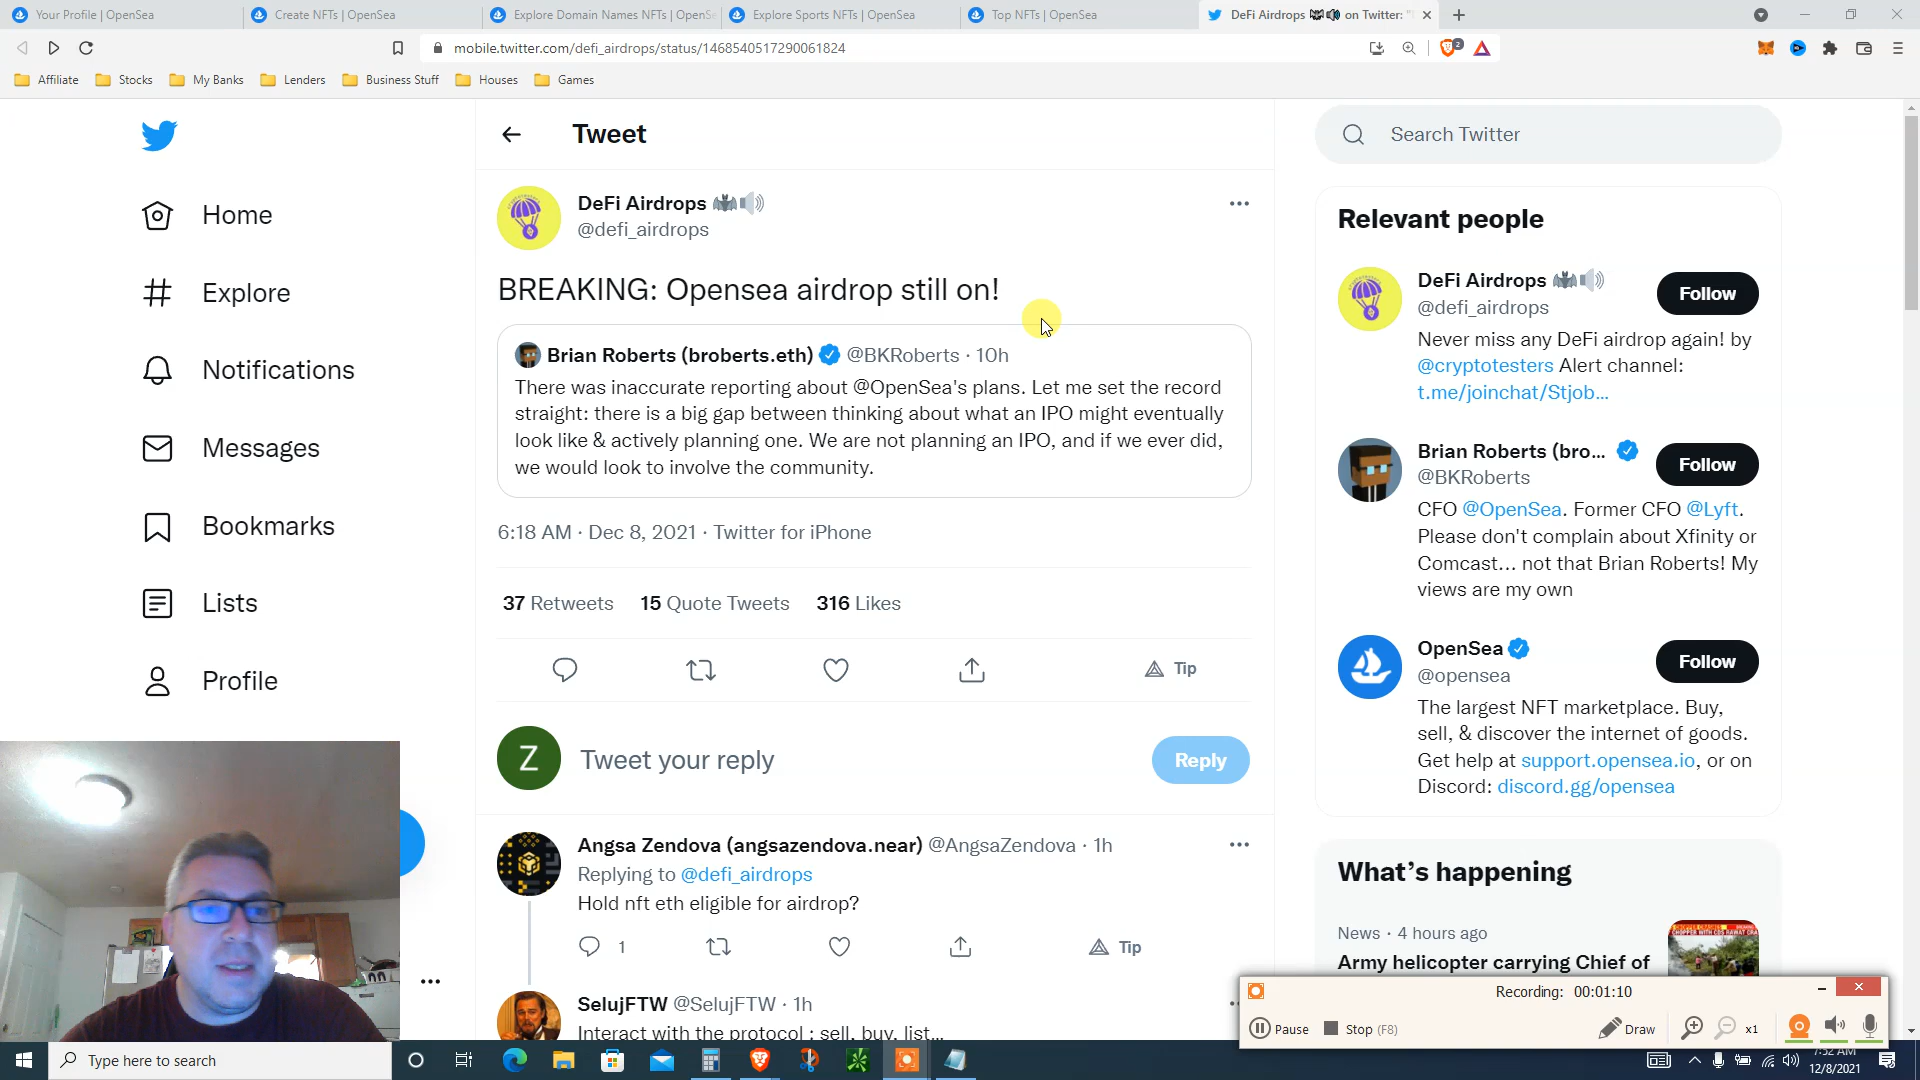 Your Profile | OpenSea
Create NFTs | OpenSea
Explore Domain Names NFTs | OpenS
Explore Sports NFTs | OpenSea
Top NFTs | OpenSea
DeFi Airdrops 🦇🔊 on Twitter: "
mobile.twitter.com/defi_airdrops/status/1468540517290061824
2
Affiliate
Stocks
My Banks
Lenders
Business Stuff
Houses
Games
Home
Explore
Notifications
Messages
Bookmarks
Lists
Profile
Tweet
DeFi Airdrops 🦇🔊
@defi_airdrops
BREAKING: Opensea airdrop still on!
Brian Roberts (broberts.eth) @BKRoberts · 10h
There was inaccurate reporting about @OpenSea's plans. Let me set the record
straight: there is a big gap between thinking about what an IPO might eventually
look like & actively planning one. We are not planning an IPO, and if we ever did,
we would look to involve the community.
6:18 AM · Dec 8, 2021 · Twitter for iPhone
37 Retweets 15 Quote Tweets 316 Likes
Tip
Z
Tweet your reply
Reply
Angsa Zendova (angsazendova.near) @AngsaZendova · 1h
Replying to @defi_airdrops
Hold nft eth eligible for airdrop?
1
Tip
SelujFTW @SelujFTW · 1h
Interact with the protocol : sell, buy, list...
Search Twitter
Relevant people
DeFi Airdrops 🦇🔊
@defi_airdrops
Follow
Never miss any DeFi airdrop again! by
@cryptotesters Alert channel:
t.me/joinchat/Stjob...
Brian Roberts (bro...
@BKRoberts
Follow
CFO @OpenSea. Former CFO @Lyft.
Please don't complain about Xfinity or
Comcast... not that Brian Roberts! My
views are my own
OpenSea
@opensea
Follow
The largest NFT marketplace. Buy,
sell, & discover the internet of goods.
Get help at support.opensea.io, or on
Discord: discord.gg/opensea
What's happening
News · 4 hours ago
Army helicopter carrying Chief of
Recording: 00:01:10
Pause
Stop (F8)
Draw
x1
Type here to search
7:52 AM
12/8/2021